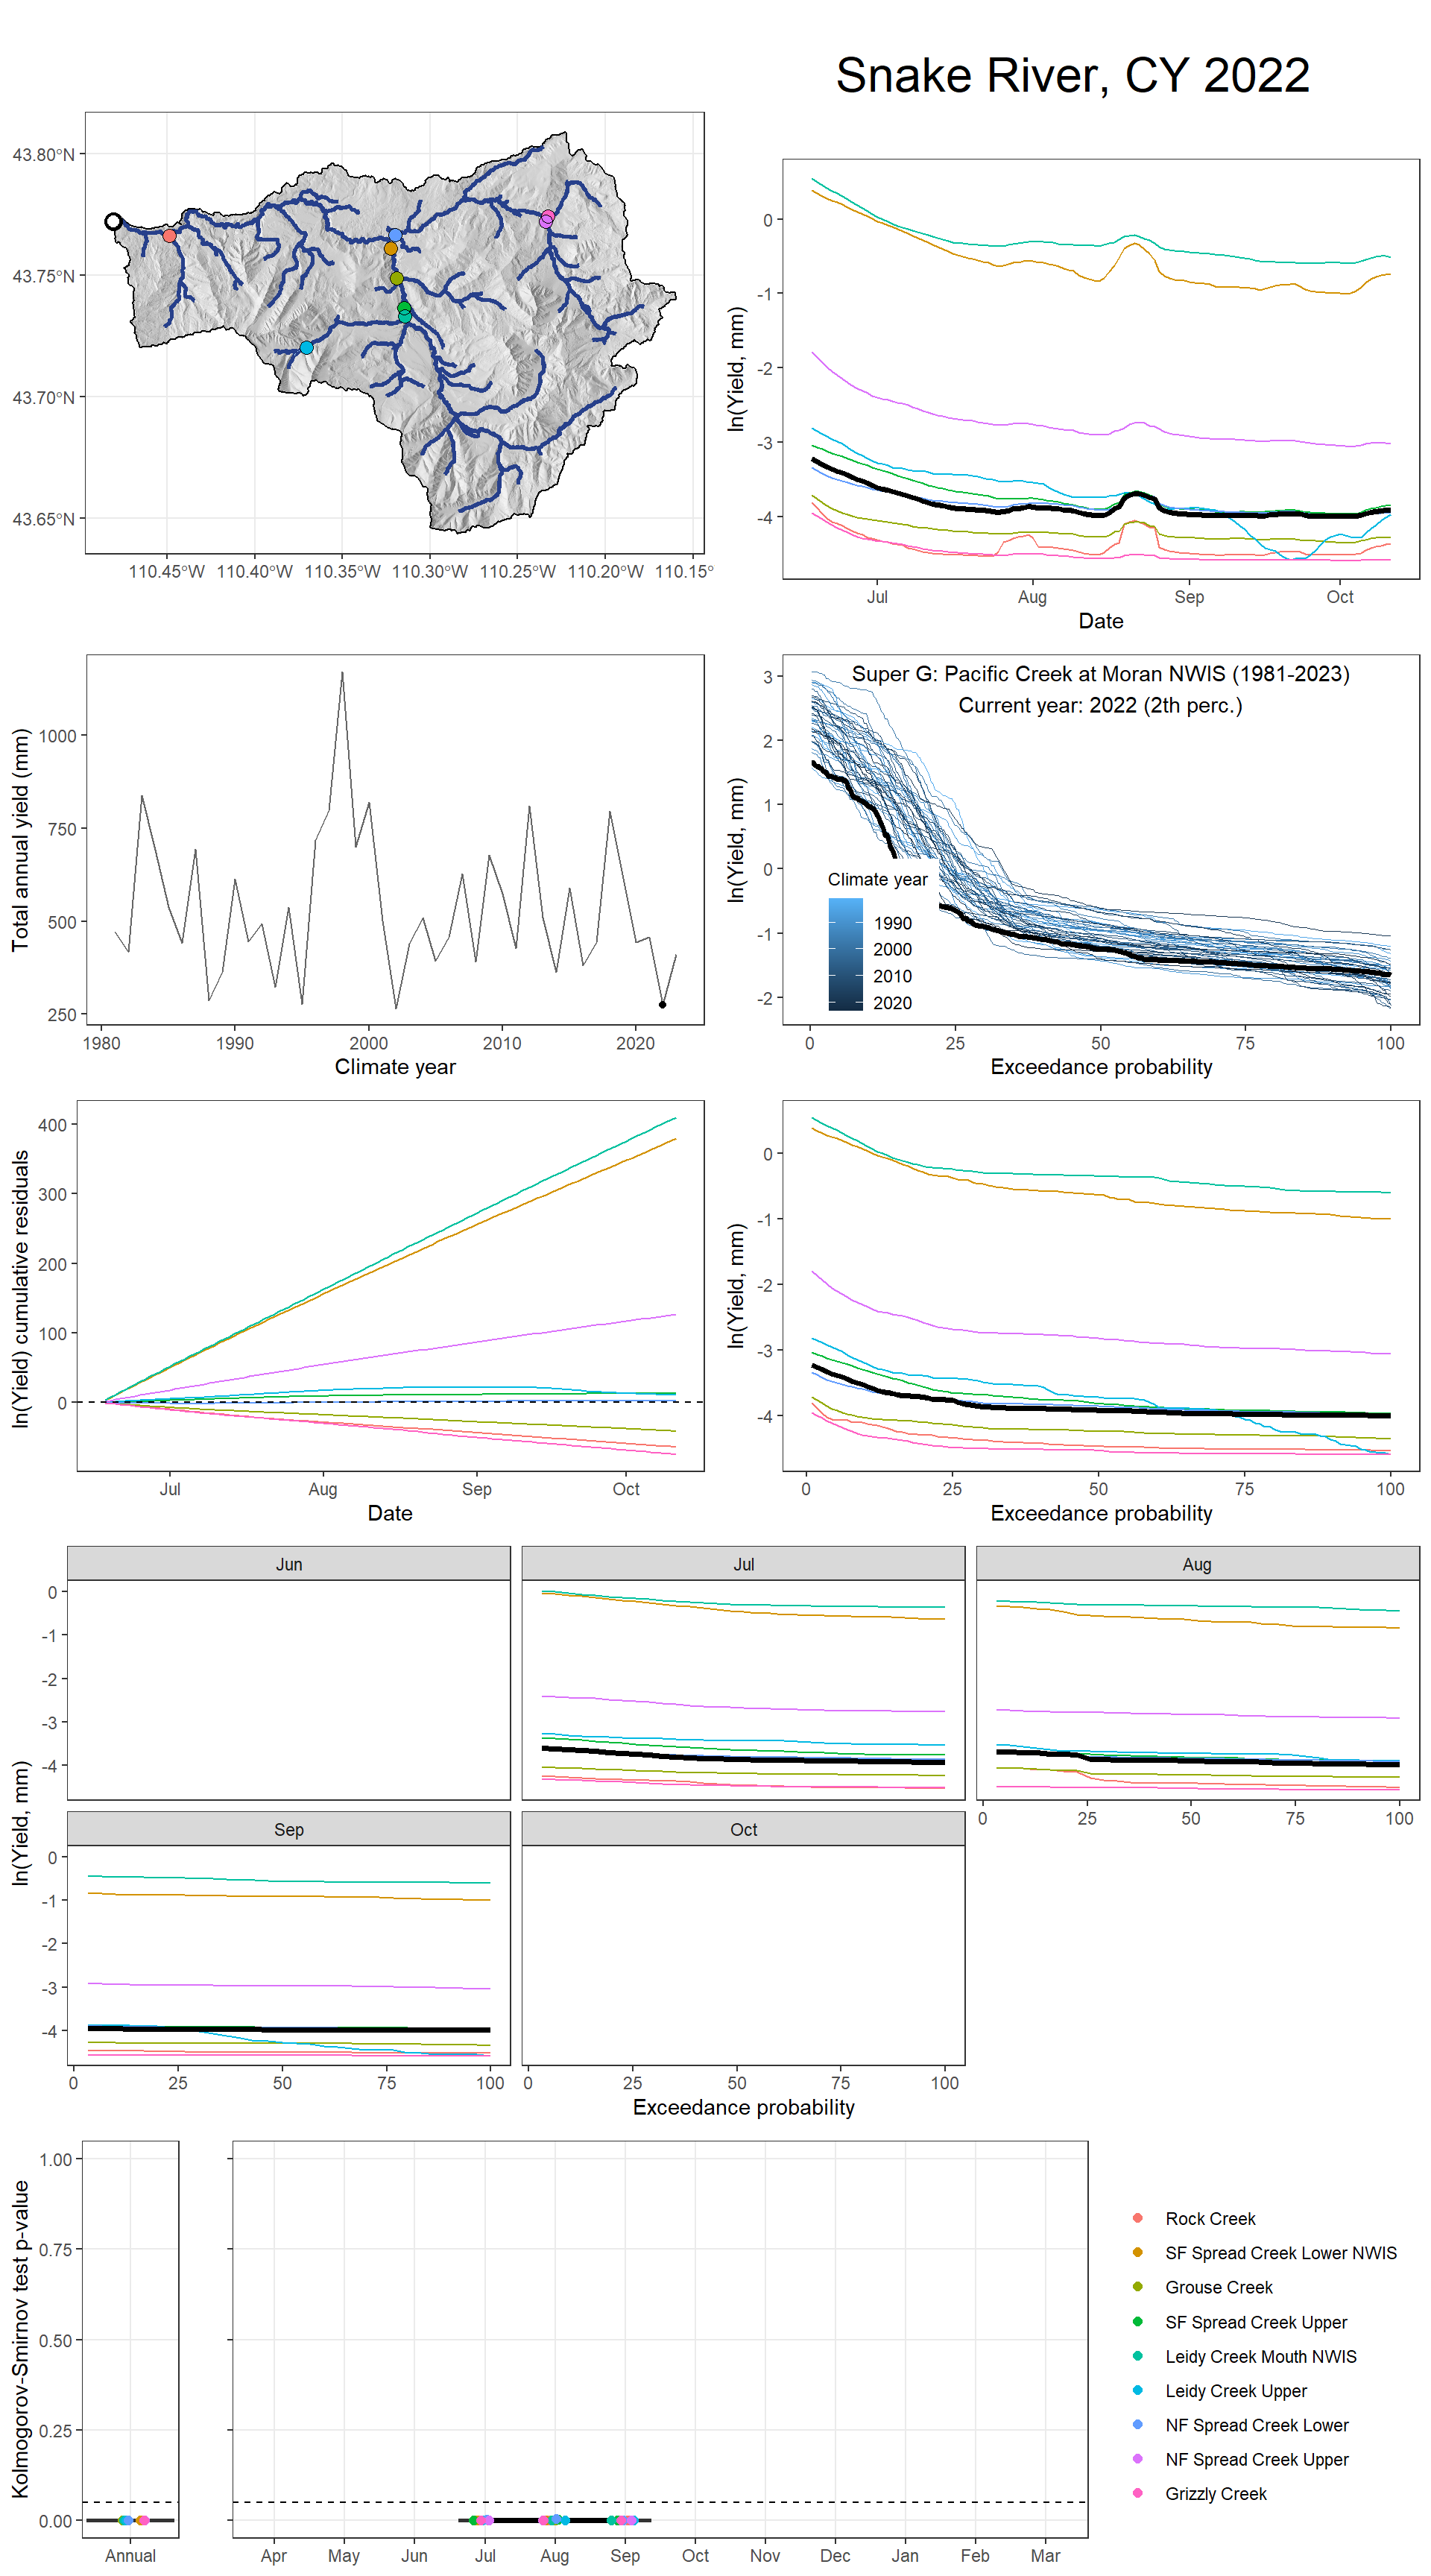 Snake River, CY 2022
43.80°N
43.75°N
43.70°N
43.65°N
110.45°W 110.40°W 110.35°W 110.30°W 110.25°W 110.20°W 110.15°
ln(Yield, mm)
0
-1
-2
-3
-4
Jul Aug Sep Oct
Date
Total annual yield (mm)
1000
750
500
250
1980 1990 2000 2010 2020
Climate year
Super G: Pacific Creek at Moran NWIS (1981-2023)
Current year: 2022 (2th perc.)
ln(Yield, mm)
3
2
1
0
-1
-2
Climate year
1990
2000
2010
2020
0 25 50 75 100
Exceedance probability
ln(Yield) cumulative residuals
400
300
200
100
0
Jul Aug Sep Oct
Date
ln(Yield, mm)
0
-1
-2
-3
-4
0 25 50 75 100
Exceedance probability
Jun Jul Aug
0
-1
-2
-3
-4
0 25 50 75 100
ln(Yield, mm)
Sep Oct
0
-1
-2
-3
-4
0 25 50 75 100 0 25 50 75 100
Exceedance probability
Kolmogorov-Smirnov test p-value
1.00
0.75
0.50
0.25
0.00
Annual
Apr May Jun Jul Aug Sep Oct Nov Dec Jan Feb Mar
Rock Creek
SF Spread Creek Lower NWIS
Grouse Creek
SF Spread Creek Upper
Leidy Creek Mouth NWIS
Leidy Creek Upper
NF Spread Creek Lower
NF Spread Creek Upper
Grizzly Creek